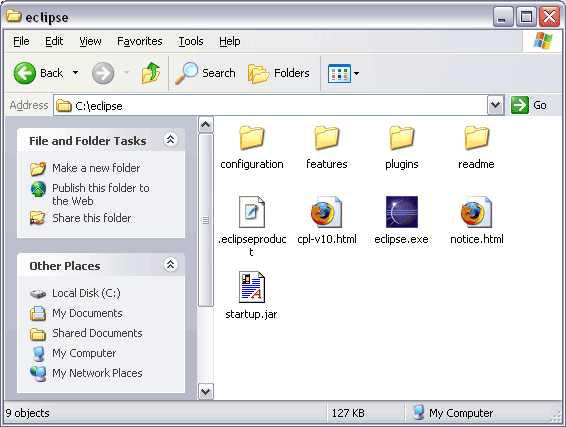 eclipse
File Edit View Favorites Tools Help
Back Search Folders
Address C:\eclipse Go
File and Folder Tasks
Make a new folder
Publish this folder to
the Web
Share this folder
Other Places
Local Disk (C:)
My Documents
Shared Documents
My Computer
My Network Places
configuration features plugins readme
.eclipseproduc cpl-v10.html eclipse.exe notice.html
t
startup.jar
9 objects 127 KB My Computer